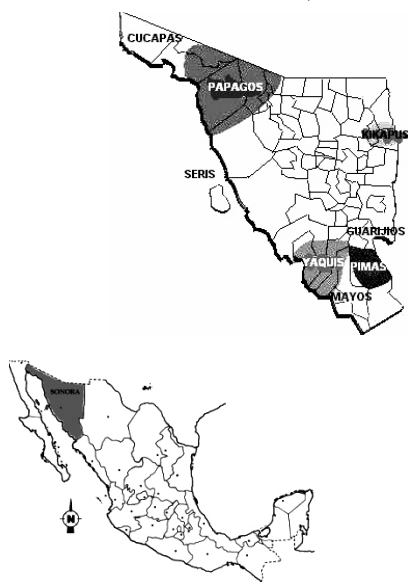 CUCAPAS
PAPAGOS
KIKAPUS
SERIS
GUARIJIOS
YAQUIS
PIMAS
MAYOS
SONORA
N